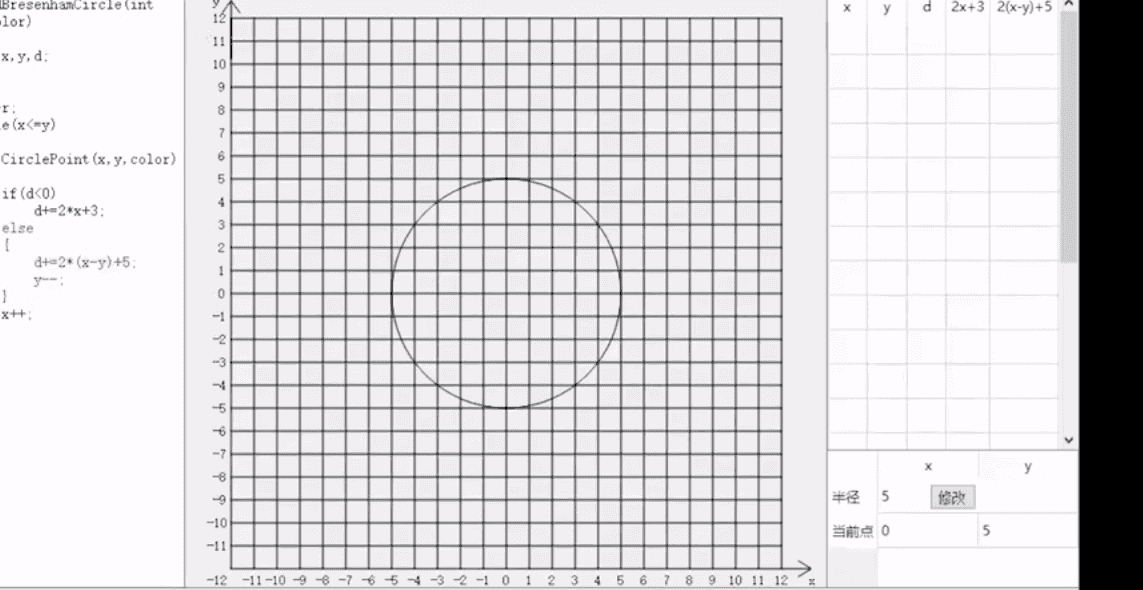 BresenhamCircle(int
lor)
x,y,d;
r;
e(x<=y)
CirclePoint(x,y,color)
if(d<0)
d+=2*x+3;
else
{
d+=2*(x-y)+5;
y--;
}
x++;
y
12
11
10
9
8
7
6
5
4
3
2
1
0
-1
-2
-3
-4
-5
-6
-7
-8
-9
-10
-11
-12 -11 -10 -9 -8 -7 -6 -5 -4 -3 -2 -1 0 1 2 3 4 5 6 7 8 9 10 11 12 x
x y d 2x+3 2(x-y)+5
x y
半径 5 修改
当前点 0 5